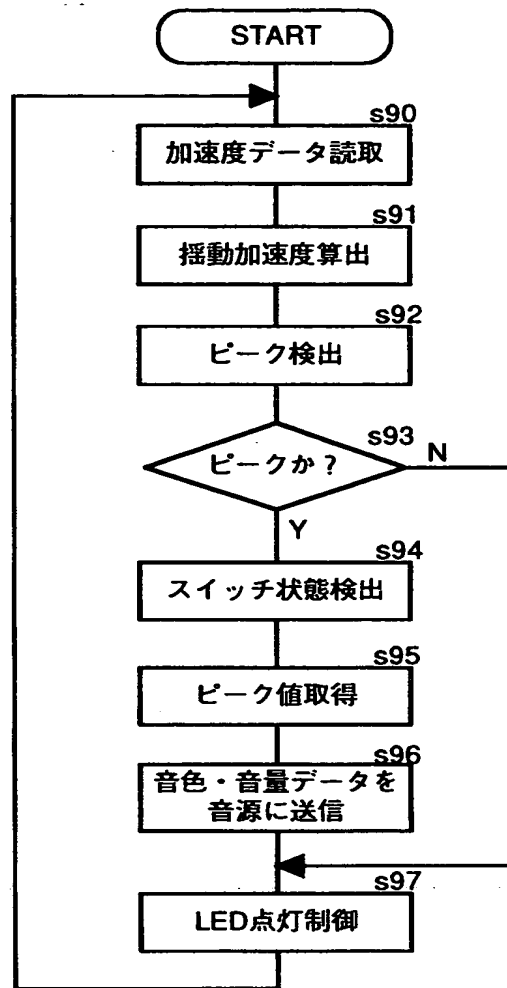 START
s90
加速度データ読取
s91
揺動加速度算出
s92
ピーク検出
s93
ピークか？
N
Y
s94
スイッチ状態検出
s95
ピーク値取得
s96
音色・音量データを
音源に送信
s97
LED点灯制御